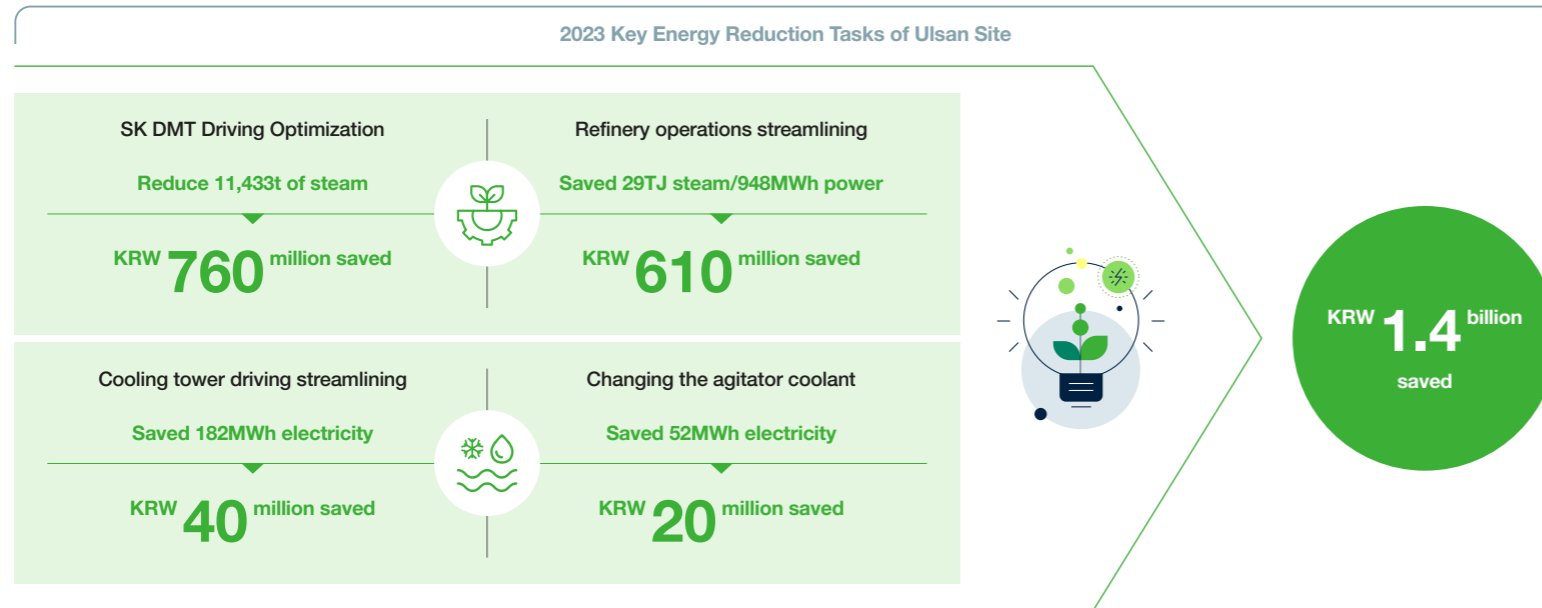 2023 Key Energy Reduction Tasks of Ulsan Site
SK DMT Driving Optimization
Reduce 11,433t of steam
KRW 760 million saved
Refinery operations streamlining
Saved 29TJ steam/948MWh power
KRW 610 million saved
Cooling tower driving streamlining
Saved 182MWh electricity
KRW 40 million saved
Changing the agitator coolant
Saved 52MWh electricity
KRW 20 million saved
KRW 1.4 billion
saved